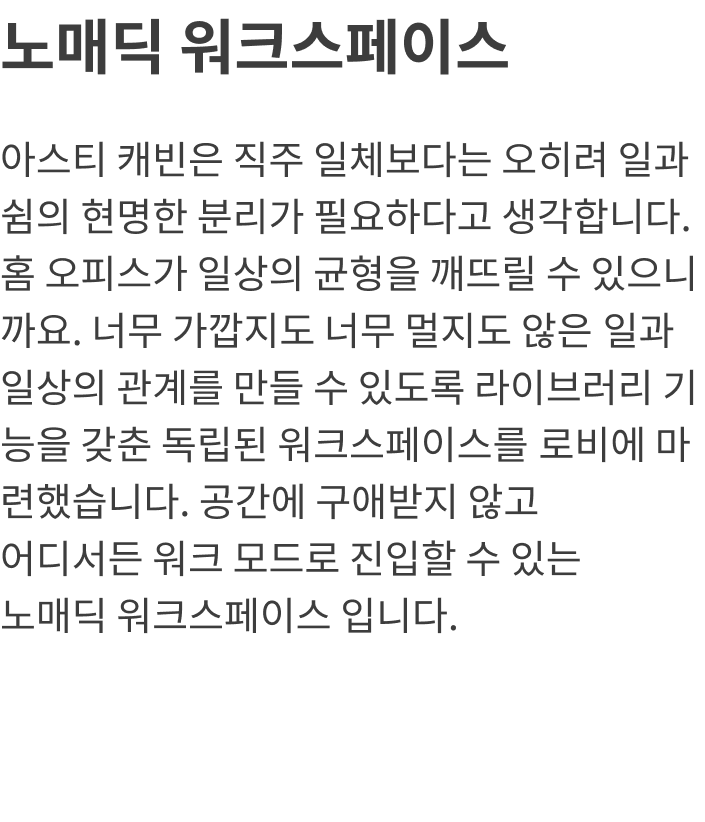 노매딕 워크스페이스
아스티 캐빈은 직주 일체보다는 오히려 일과
쉼의 현명한 분리가 필요하다고 생각합니다.
홈 오피스가 일상의 균형을 깨뜨릴 수 있으니
까요. 너무 가깝지도 너무 멀지도 않은 일과
일상의 관계를 만들 수 있도록 라이브러리 기
능을 갖춘 독립된 워크스페이스를 로비에 마
련했습니다. 공간에 구애받지 않고
어디서든 워크 모드로 진입할 수 있는
노매딕 워크스페이스 입니다.